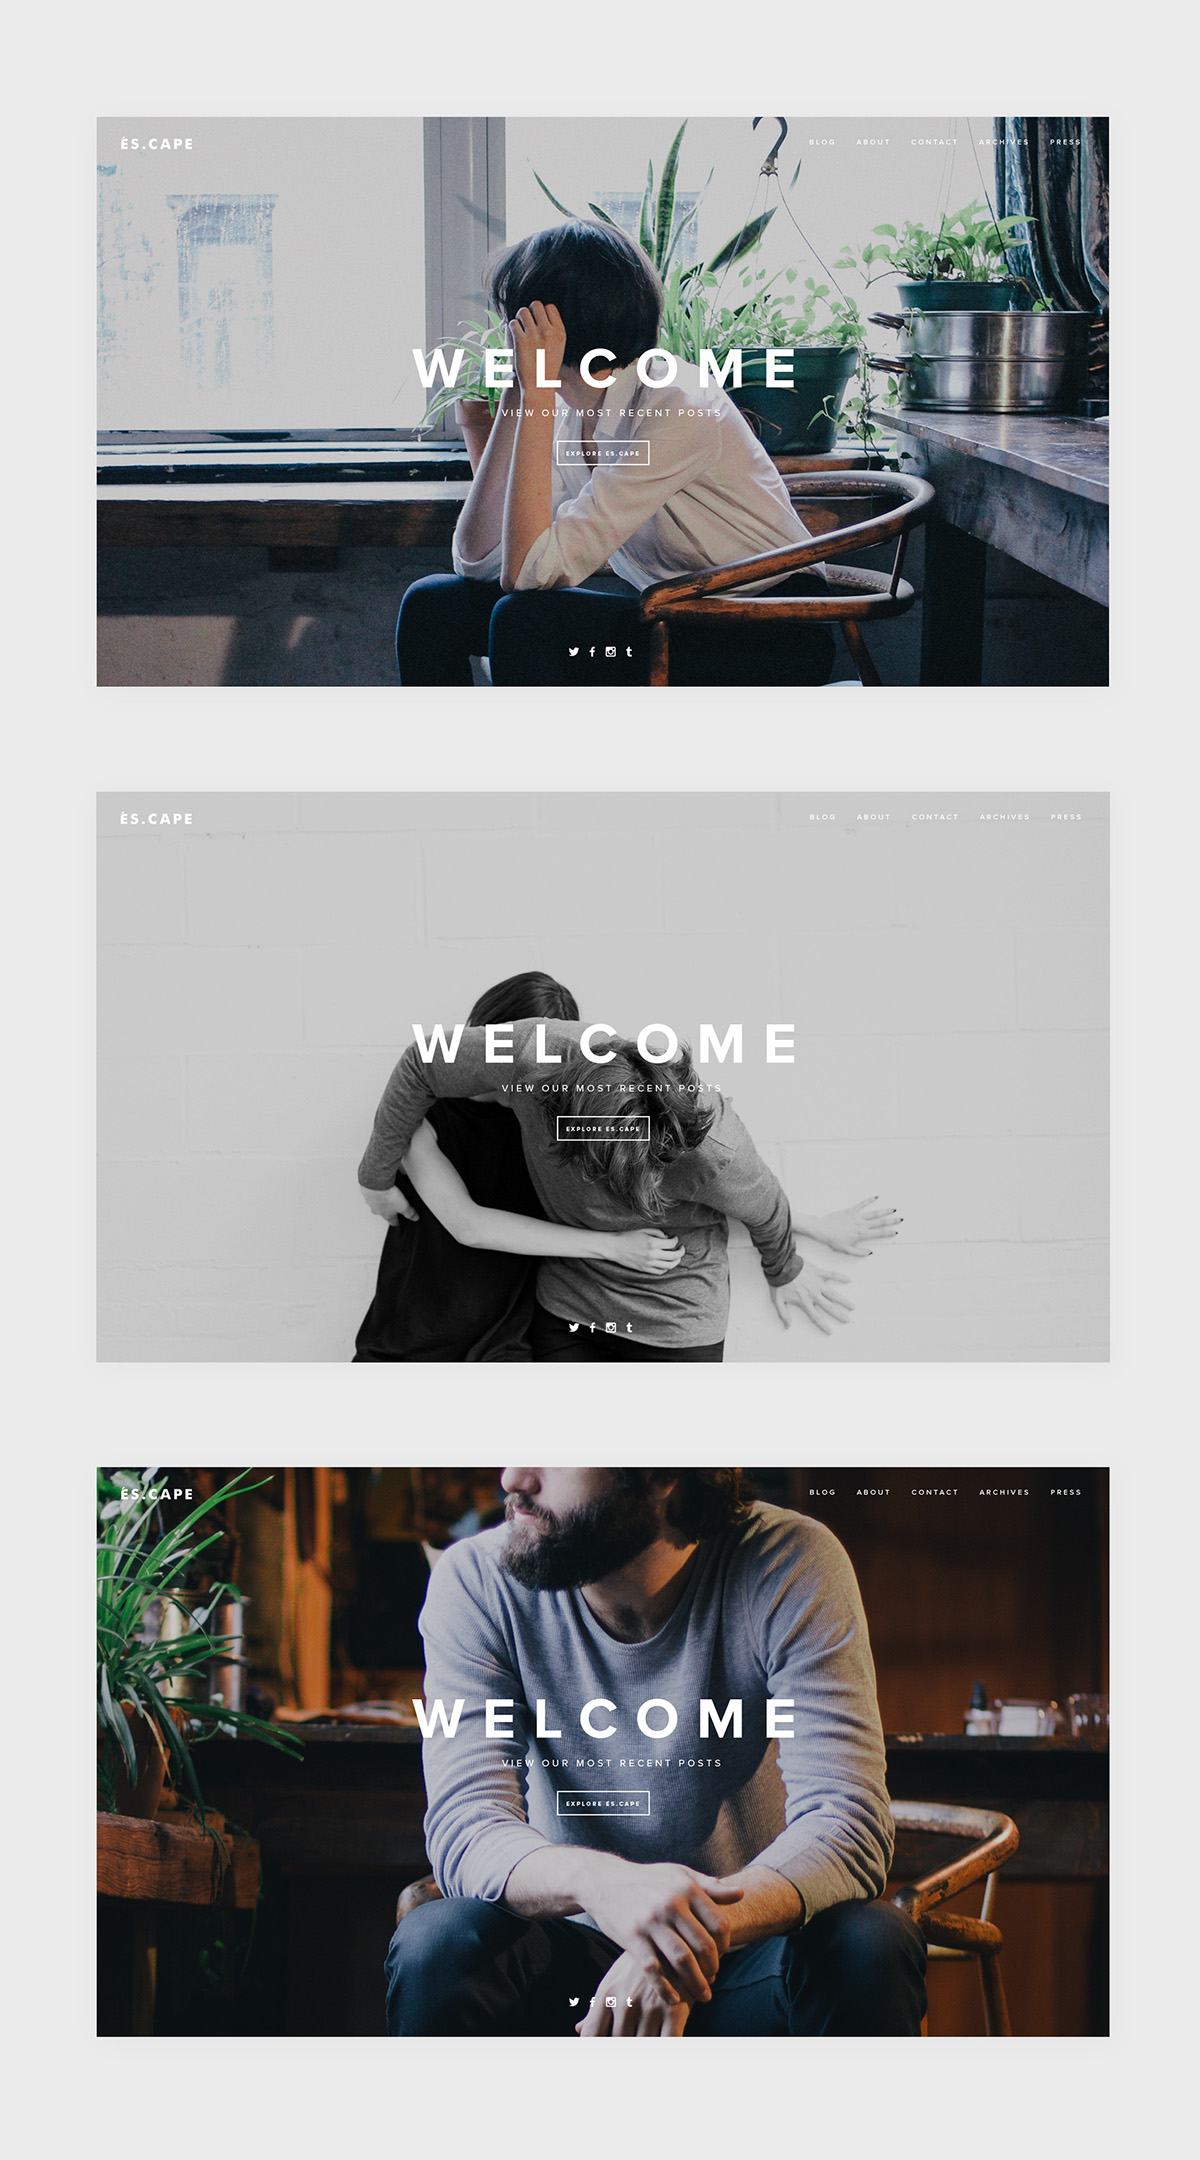 ÉS.CAPE
BLOG ABOUT CONTACT ARCHIVES PRESS
WELCOME
VIEW OUR MOST RECENT POSTS
EXPLORE ES.CAPE
ÉS.CAPE
BLOG ABOUT CONTACT ARCHIVES PRESS
WELCOME
VIEW OUR MOST RECENT POSTS
EXPLORE ES.CAPE
ÉS.CAPE
BLOG ABOUT CONTACT ARCHIVES PRESS
WELCOME
VIEW OUR MOST RECENT POSTS
EXPLORE ES.CAPE